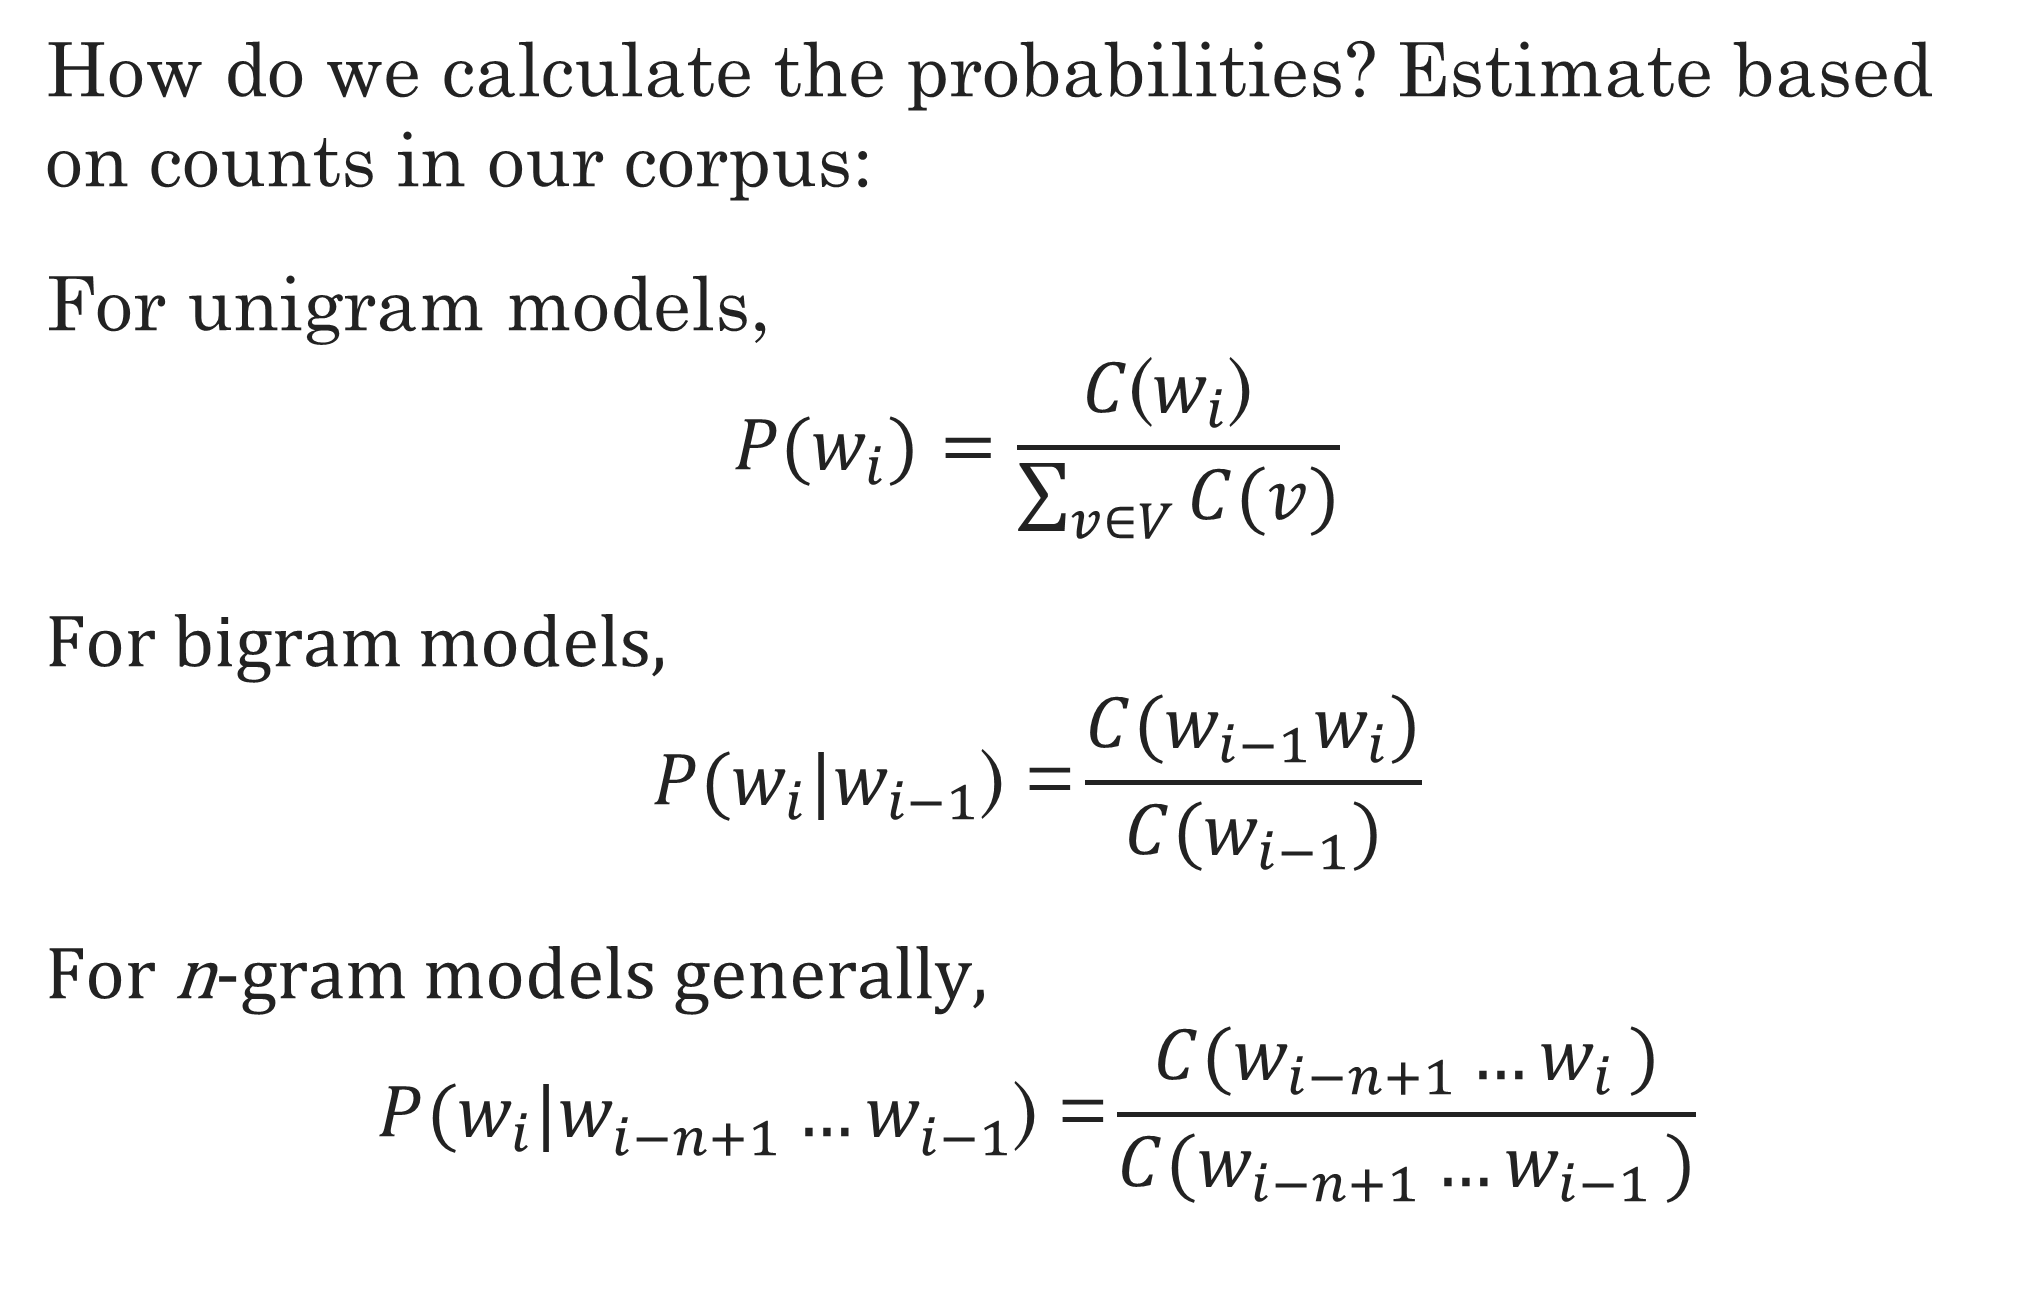 How do we calculate the probabilities? Estimate based
on counts in our corpus:
For unigram models,
P(w_i) = C(w_i) / ∑_{v∈V} C(v)
For bigram models,
P(w_i|w_{i−1}) = C(w_{i−1}w_i) / C(w_{i−1})
For n-gram models generally,
P(w_i|w_{i−n+1} … w_{i−1}) = C(w_{i−n+1} … w_i) / C(w_{i−n+1} … w_{i−1})